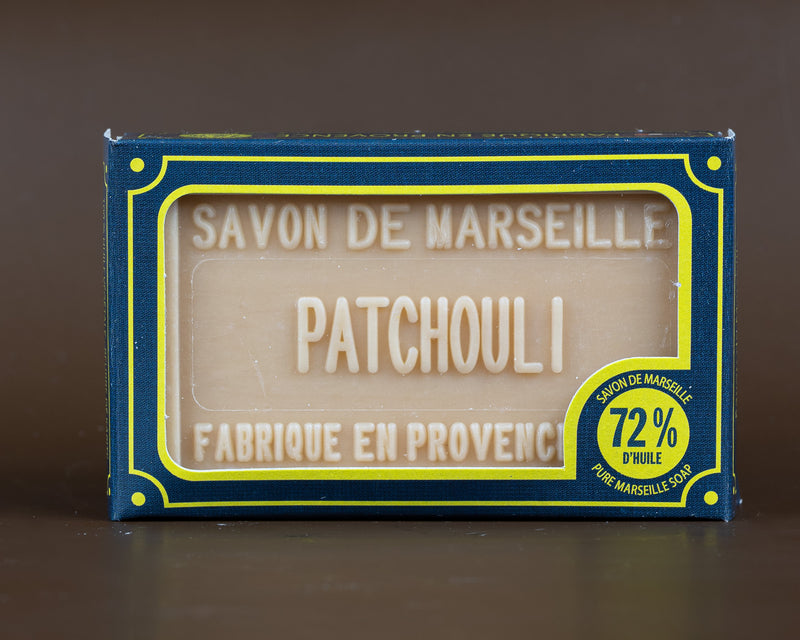 SAVON DE MARSEILLE
PATCHOULI
FABRIQUE EN PROVENC
SAVON DE MARSEILLE
72%
D'HUILE
PURE MARSEILLE SOAP